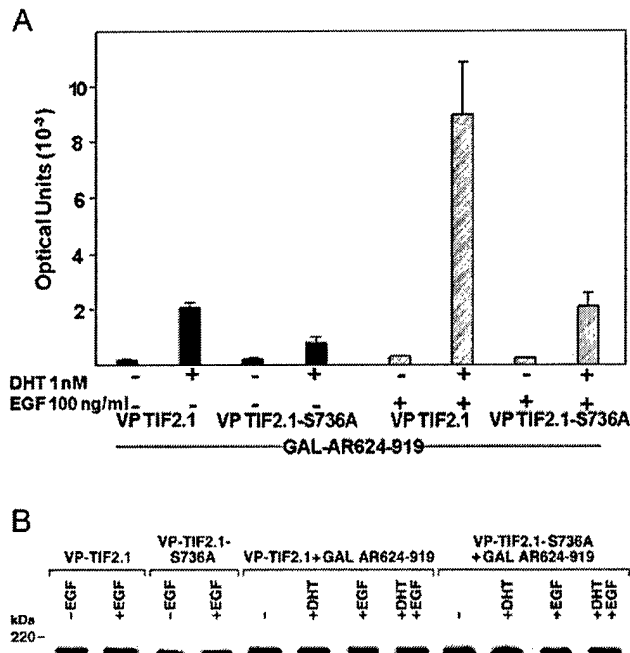 A
Optical Units (10⁻³)
10
8
6
4
2
DHT 1nM - + - + - + - +
EGF 100 ng/ml - - - - + + + +
VP TIF2.1 VP TIF2.1-S736A VP TIF2.1 VP TIF2.1-S736A
GAL-AR624-919
B
VP-TIF2.1 VP-TIF2.1-S736A VP-TIF2.1+GAL AR624-919 VP-TIF2.1-S736A +GAL AR624-919
-EGF +EGF -EGF +EGF - +DHT +EGF +DHT +EGF - +DHT +EGF +DHT +EGF
kDa
220-